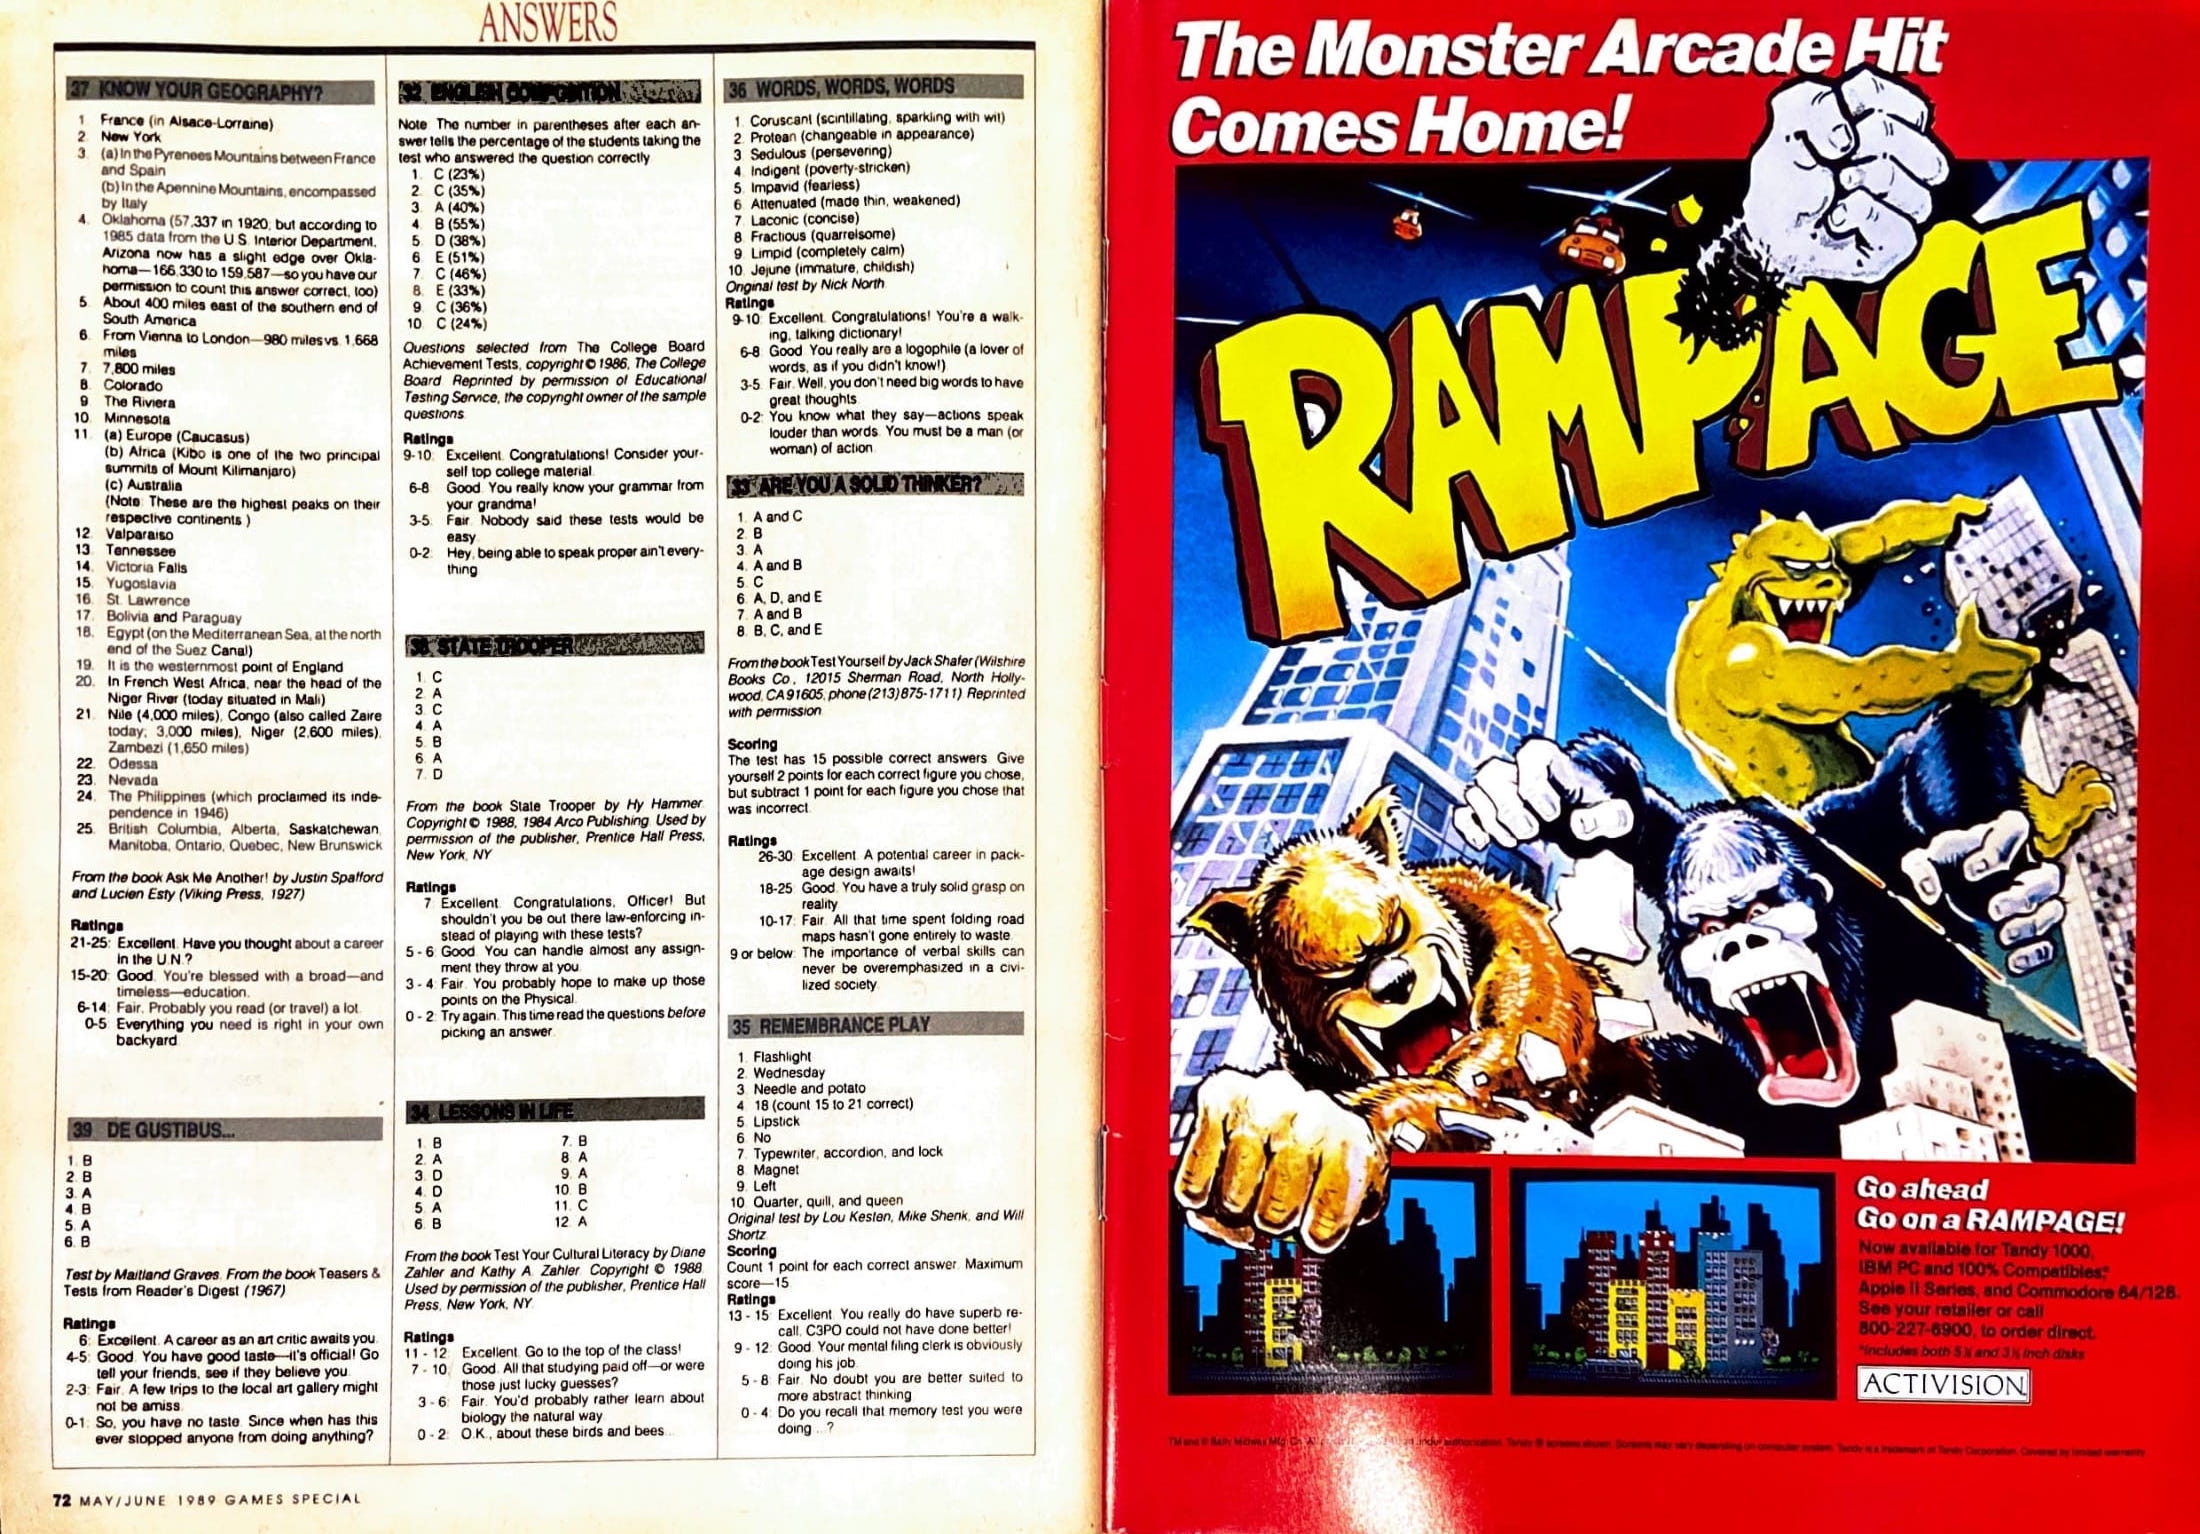 ANSWERS
37 KNOW YOUR GEOGRAPHY?
1. France (in Alsace-Lorraine)
2. New York
3. (a) In the Pyrenees Mountains between France
and Spain
(b) In the Apennine Mountains, encompassed
by Italy
4. Oklahoma (57,337 in 1920, but according to
1985 data from the U.S. Interior Department,
Arizona now has a slight edge over Okla-
homa—166,330 to 159,587—so you have our
permission to count this answer correct, too)
5. About 400 miles east of the southern end of
South America
6. From Vienna to London—980 miles vs. 1,668
miles
7. 7,800 miles
8. Colorado
9. The Riviera
10. Minnesota
11. (a) Europe (Caucasus)
(b) Africa (Kibo is one of the two principal
summits of Mount Kilimanjaro)
(c) Australia
(Note: These are the highest peaks on their
respective continents.)
12. Valparaiso
13. Tennessee
14. Victoria Falls
15. Yugoslavia
16. St. Lawrence
17. Bolivia and Paraguay
18. Egypt (on the Mediterranean Sea, at the north
end of the Suez Canal)
19. It is the westernmost point of England
20. In French West Africa, near the head of the
Niger River (today situated in Mali)
21. Nile (4,000 miles), Congo (also called Zaire
today; 3,000 miles), Niger (2,600 miles),
Zambezi (1,650 miles)
22. Odessa
23. Nevada
24. The Philippines (which proclaimed its inde-
pendence in 1946)
25. British Columbia, Alberta, Saskatchewan,
Manitoba, Ontario, Quebec, New Brunswick
From the book Ask Me Another! by Justin Spafford
and Lucien Esty (Viking Press, 1927)
Ratings
21-25: Excellent. Have you thought about a career
in the U.N.?
15-20: Good. You're blessed with a broad—and
timeless—education.
6-14: Fair. Probably you read (or travel) a lot.
0-5: Everything you need is right in your own
backyard.
39 DE GUSTIBUS...
1. B
2. B
3. A
4. B
5. A
6. B
Test by Maitland Graves. From the book Teasers &
Tests from Reader's Digest (1967)
Ratings
6: Excellent. A career as an art critic awaits you.
4-5: Good. You have good taste—it's official! Go
tell your friends, see if they believe you.
2-3: Fair. A few trips to the local art gallery might
not be amiss.
0-1: So, you have no taste. Since when has this
ever stopped anyone from doing anything?
32 ENGLISH COMPOSITION
Note: The number in parentheses after each an-
swer tells the percentage of the students taking the
test who answered the question correctly.
1. C (23%)
2. C (35%)
3. A (40%)
4. B (55%)
5. D (38%)
6. E (51%)
7. C (46%)
8. E (33%)
9. C (36%)
10. C (24%)
Questions selected from The College Board
Achievement Tests, copyright © 1986, The College
Board. Reprinted by permission of Educational
Testing Service, the copyright owner of the sample
questions.
Ratings
9-10: Excellent. Congratulations! Consider your-
self top college material.
6-8: Good. You really know your grammar from
your grandma!
3-5: Fair. Nobody said these tests would be
easy.
0-2: Hey, being able to speak proper ain't every-
thing.
38 STATE TROOPER
1. C
2. A
3. C
4. A
5. B
6. A
7. D
From the book State Trooper by Hy Hammer.
Copyright © 1988, 1984 Arco Publishing. Used by
permission of the publisher, Prentice Hall Press,
New York, NY.
Ratings
7: Excellent. Congratulations, Officer! But
shouldn't you be out there law-enforcing in-
stead of playing with these tests?
5 - 6: Good. You can handle almost any assign-
ment they throw at you.
3 - 4: Fair. You probably hope to make up those
points on the Physical.
0 - 2: Try again. This time read the questions before
picking an answer.
34 LESSONS IN LIFE
1. B 7. B
2. A 8. A
3. D 9. A
4. D 10. B
5. A 11. C
6. B 12. A
From the book Test Your Cultural Literacy by Diane
Zahler and Kathy A. Zahler. Copyright © 1988.
Used by permission of the publisher, Prentice Hall
Press, New York, NY.
Ratings
11 - 12: Excellent. Go to the top of the class!
7 - 10: Good. All that studying paid off—or were
those just lucky guesses?
3 - 6: Fair. You'd probably rather learn about
biology the natural way.
0 - 2: O.K., about these birds and bees...
36 WORDS, WORDS, WORDS
1. Coruscant (scintillating, sparkling with wit)
2. Protean (changeable in appearance)
3. Sedulous (persevering)
4. Indigent (poverty-stricken)
5. Impavid (fearless)
6. Attenuated (made thin, weakened)
7. Laconic (concise)
8. Fractious (quarrelsome)
9. Limpid (completely calm)
10. Jejune (immature, childish)
Original test by Nick North
Ratings
9-10: Excellent. Congratulations! You're a walk-
ing, talking dictionary!
6-8: Good. You really are a logophile (a lover of
words, as if you didn't know!)
3-5: Fair. Well, you don't need big words to have
great thoughts.
0-2: You know what they say—actions speak
louder than words. You must be a man (or
woman) of action.
33 ARE YOU A SOLID THINKER?
1. A and C
2. B
3. A
4. A and B
5. C
6. A, D, and E
7. A and B
8. B, C, and E
From the book Test Yourself by Jack Shafer (Wilshire
Books Co., 12015 Sherman Road, North Holly-
wood, CA 91605, phone (213) 875-1711). Reprinted
with permission.
Scoring
The test has 15 possible correct answers. Give
yourself 2 points for each correct figure you chose,
but subtract 1 point for each figure you chose that
was incorrect.
Ratings
26-30: Excellent. A potential career in pack-
age design awaits!
18-25: Good. You have a truly solid grasp on
reality.
10-17: Fair. All that time spent folding road
maps hasn't gone entirely to waste.
9 or below: The importance of verbal skills can
never be overemphasized in a civi-
lized society.
35 REMEMBRANCE PLAY
1. Flashlight
2. Wednesday
3. Needle and potato
4. 18 (count 15 to 21 correct)
5. Lipstick
6. No
7. Typewriter, accordion, and lock
8. Magnet
9. Left
10. Quarter, quill, and queen
Original test by Lou Kesten, Mike Shenk, and Will
Shortz
Scoring
Count 1 point for each correct answer. Maximum
score—15.
Ratings
13 - 15: Excellent. You really do have superb re-
call. C3PO could not have done better!
9 - 12: Good. Your mental filing clerk is obviously
doing his job.
5 - 8: Fair. No doubt you are better suited to
more abstract thinking.
0 - 4: Do you recall that memory test you were
doing ...?
72 MAY/JUNE 1989 GAMES SPECIAL
The Monster Arcade Hit
Comes Home!
RAMPAGE
Go ahead
Go on a RAMPAGE!
Now available for Tandy 1000,
IBM PC and 100% Compatibles,*
Apple II Series, and Commodore 64/128.
See your retailer or call
800-227-6900, to order direct.
*Includes both 5¼ and 3½ inch disks
ACTIVISION
TM and © Bally Midway Mfg. Co. under authorization. Tandy ® screens shown. Screens may vary depending on computer system. Tandy is a trademark of Tandy Corporation. Covered by limited warranty.